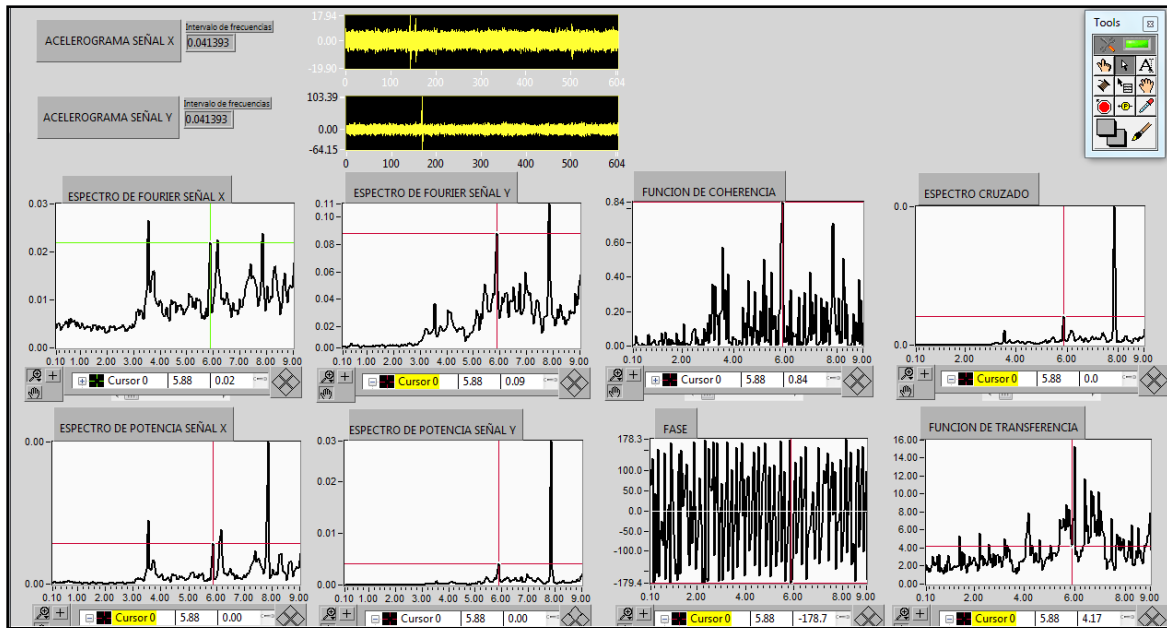 ACELEROGRAMA SEÑAL X
Intervalo de frecuencias
0.041393
17.94
0.00
-19.90
0 100 200 300 400 500 604
Tools
ACELEROGRAMA SEÑAL Y
Intervalo de frecuencias
0.041393
103.39
0.00
-64.15
0 100 200 300 400 500 604
ESPECTRO DE FOURIER SEÑAL X
0.03
0.02
0.01
0.00
0.10 1.00 2.00 3.00 4.00 5.00 6.00 7.00 9.00
Cursor 0 5.88 0.02
ESPECTRO DE FOURIER SEÑAL Y
0.11
0.10
0.08
0.06
0.04
0.02
0.00
0.10 1.00 2.00 3.00 4.00 5.00 6.00 7.00 9.00
Cursor 0 5.88 0.09
FUNCION DE COHERENCIA
0.84
0.60
0.40
0.20
0.00
0.10 2.00 4.00 6.00 9.00
Cursor 0 5.88 0.84
ESPECTRO CRUZADO
0.0
0.0
0.10 2.00 4.00 6.00 9.00
Cursor 0 5.88 0.0
ESPECTRO DE POTENCIA SEÑAL X
0.00
0.00
0.10 1.00 2.00 3.00 4.00 5.00 6.00 7.00 9.00
Cursor 0 5.88 0.00
ESPECTRO DE POTENCIA SEÑAL Y
0.03
0.02
0.01
0.00
0.10 1.00 2.00 3.00 4.00 5.00 6.00 7.00 9.00
Cursor 0 5.88 0.00
FASE
178.3
100.0
50.0
0.0
-50.0
-100.0
-179.4
0.10 2.00 4.00 6.00 9.00
Cursor 0 5.88 -178.7
FUNCION DE TRANSFERENCIA
16.00
14.00
12.00
10.00
8.00
6.00
4.00
2.00
0.00
0.10 2.00 4.00 6.00 9.00
Cursor 0 5.88 4.17